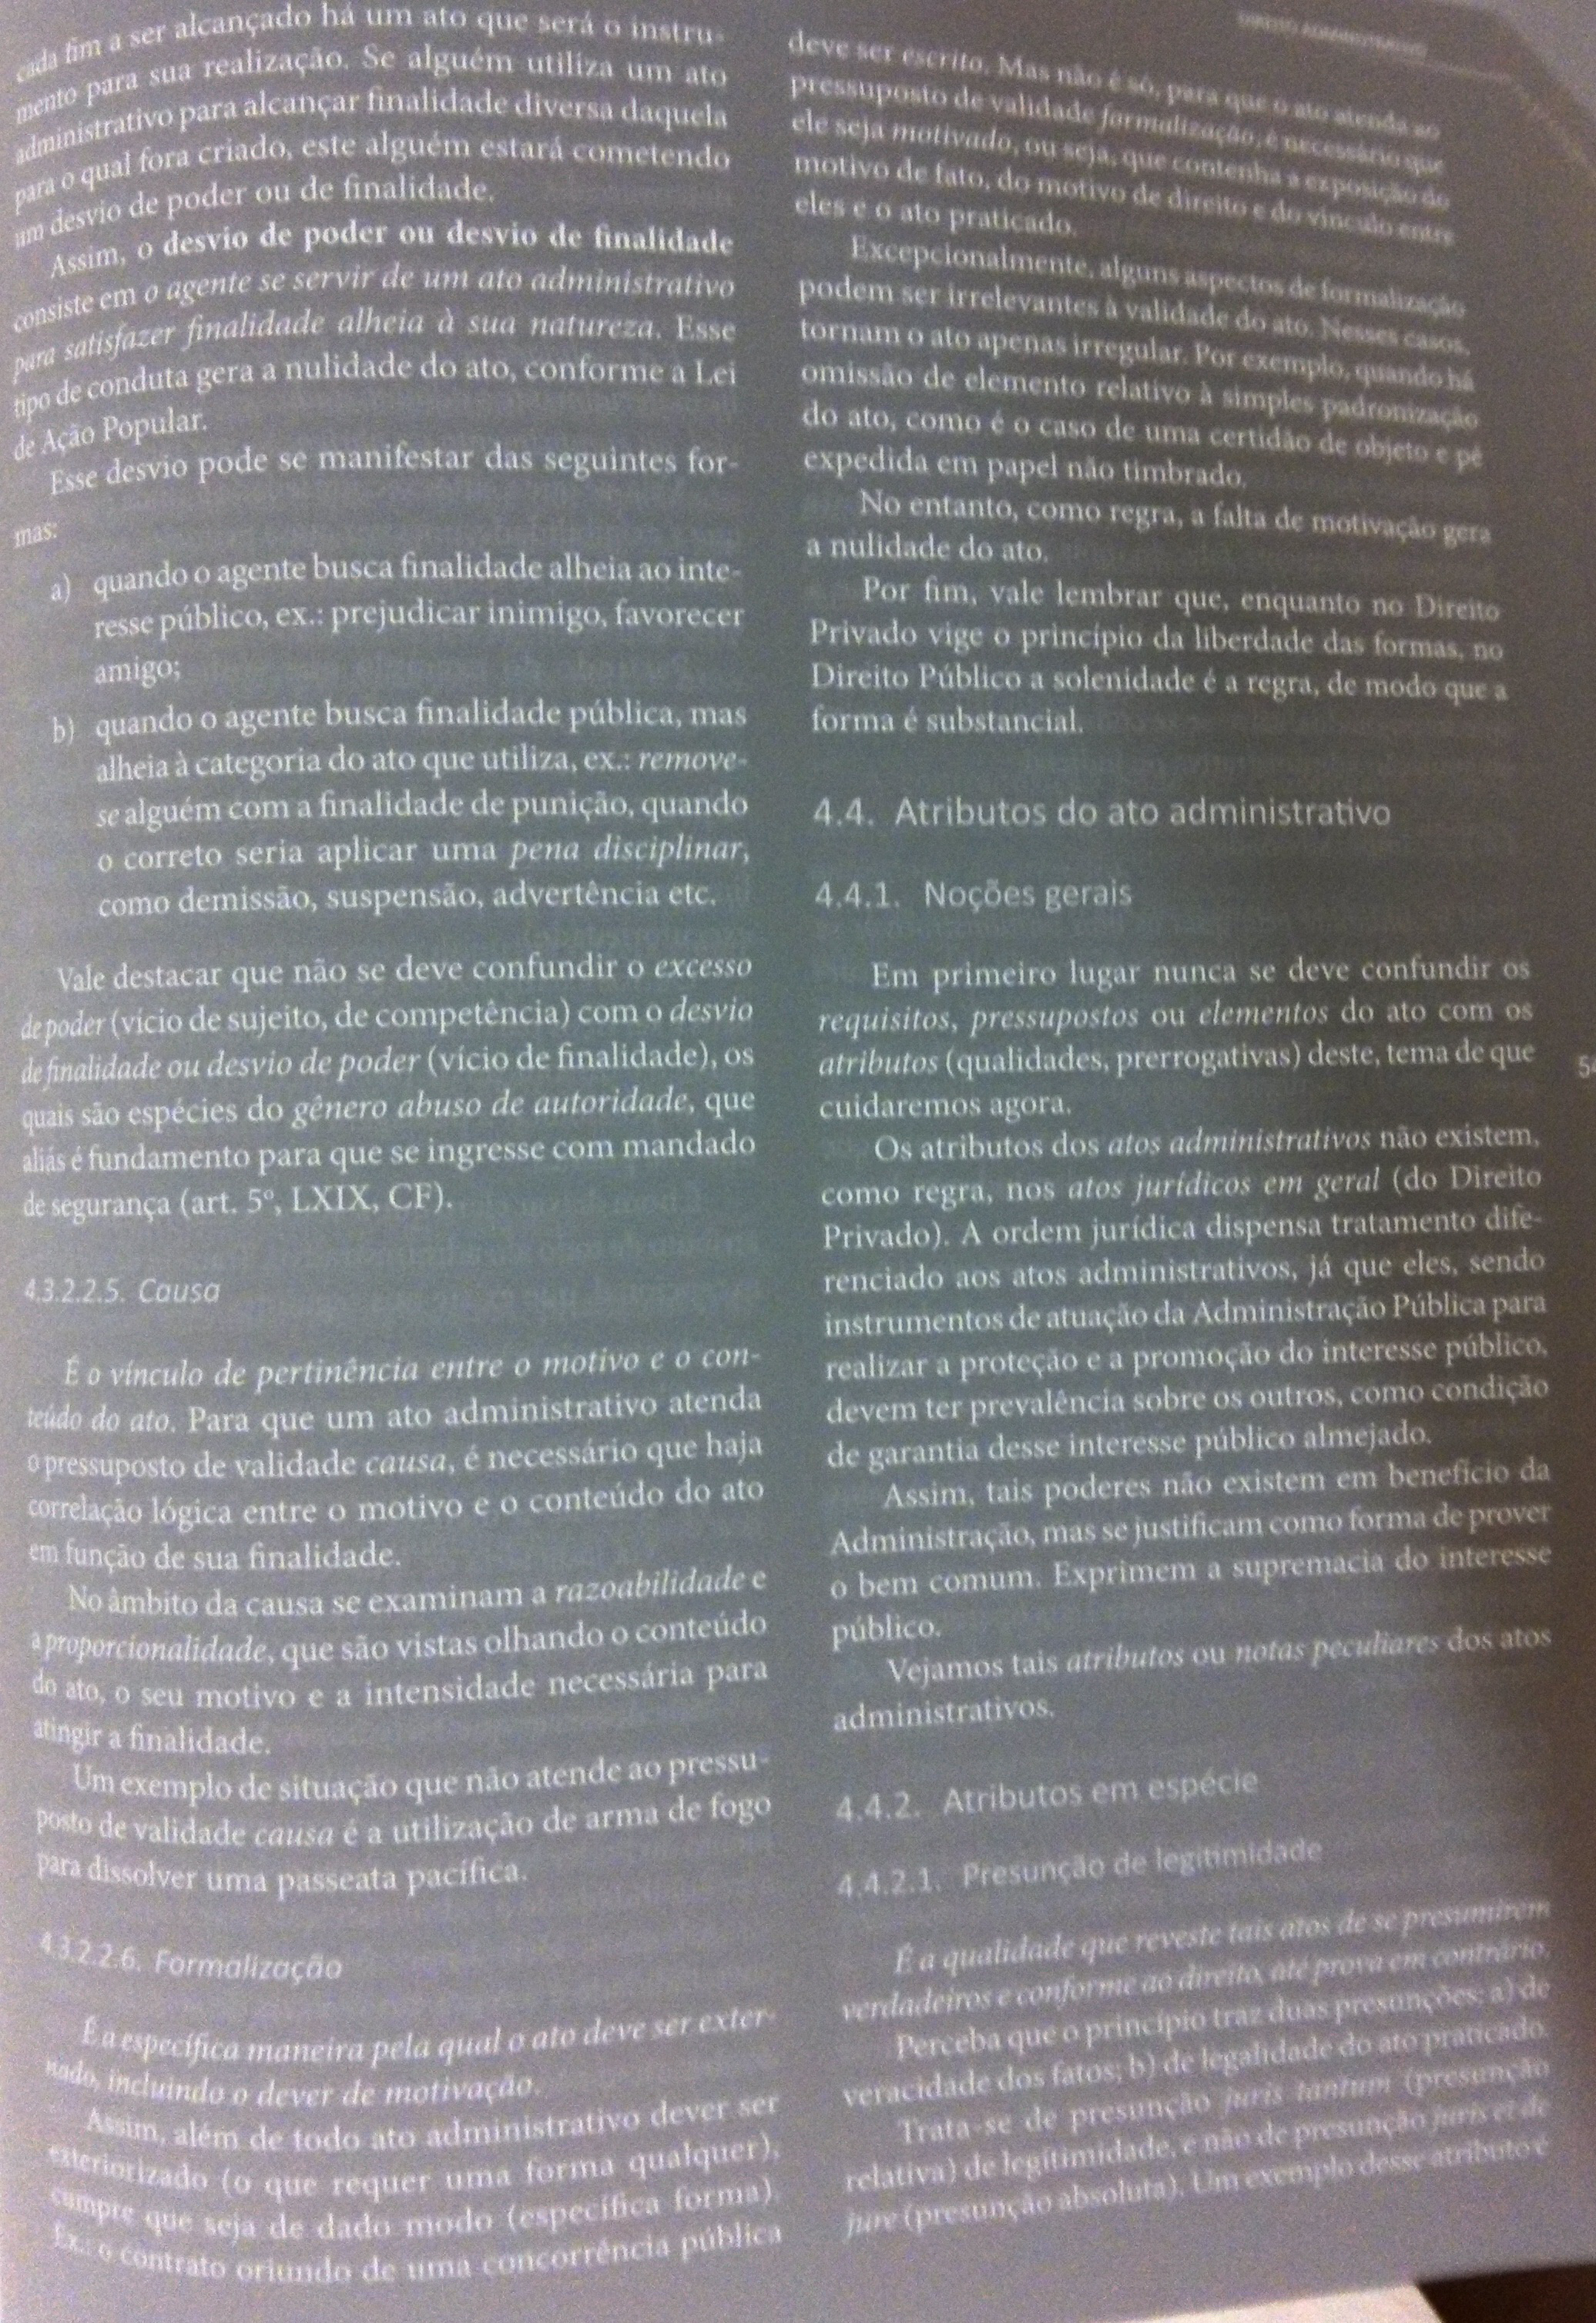 DIREITO ADMINISTRATIVO
cada fim a ser alcançado há um ato que será o instru-
mento para sua realização. Se alguém utiliza um ato
administrativo para alcançar finalidade diversa daquela
para o qual fora criado, este alguém estará cometendo
um desvio de poder ou de finalidade.
Assim, o desvio de poder ou desvio de finalidade
consiste em o agente se servir de um ato administrativo
para satisfazer finalidade alheia à sua natureza. Esse
tipo de conduta gera a nulidade do ato, conforme a Lei
de Ação Popular.
Esse desvio pode se manifestar das seguintes for-
mas:
a) quando o agente busca finalidade alheia ao inte-
resse público, ex.: prejudicar inimigo, favorecer
amigo;
b) quando o agente busca finalidade pública, mas
alheia à categoria do ato que utiliza, ex.: remove-
se alguém com a finalidade de punição, quando
o correto seria aplicar uma pena disciplinar,
como demissão, suspensão, advertência etc.
Vale destacar que não se deve confundir o excesso
de poder (vício de sujeito, de competência) com o desvio
de finalidade ou desvio de poder (vício de finalidade), os
quais são espécies do gênero abuso de autoridade, que
aliás é fundamento para que se ingresse com mandado
de segurança (art. 5º, LXIX, CF).
4.3.2.2.5. Causa
É o vínculo de pertinência entre o motivo e o con-
teúdo do ato. Para que um ato administrativo atenda
o pressuposto de validade causa, é necessário que haja
correlação lógica entre o motivo e o conteúdo do ato
em função de sua finalidade.
No âmbito da causa se examinam a razoabilidade e
a proporcionalidade, que são vistas olhando o conteúdo
do ato, o seu motivo e a intensidade necessária para
atingir a finalidade.
Um exemplo de situação que não atende ao pressu-
posto de validade causa é a utilização de arma de fogo
para dissolver uma passeata pacífica.
4.3.2.2.6. Formalização
É a específica maneira pela qual o ato deve ser exter-
nado, incluindo o dever de motivação.
Assim, além de todo ato administrativo dever ser
exteriorizado (o que requer uma forma qualquer),
cumpre que seja de dado modo (específica forma).
Ex.: o contrato oriundo de uma concorrência pública
deve ser escrito. Mas não é só, para que o ato atenda ao
pressuposto de validade formalização, é necessário que
ele seja motivado, ou seja, que contenha a exposição do
motivo de fato, do motivo de direito e do vínculo entre
eles e o ato praticado.
Excepcionalmente, alguns aspectos de formalização
podem ser irrelevantes à validade do ato. Nesses casos,
tornam o ato apenas irregular. Por exemplo, quando há
omissão de elemento relativo à simples padronização
do ato, como é o caso de uma certidão de objeto e pé
expedida em papel não timbrado.
No entanto, como regra, a falta de motivação gera
a nulidade do ato.
Por fim, vale lembrar que, enquanto no Direito
Privado vige o princípio da liberdade das formas, no
Direito Público a solenidade é a regra, de modo que a
forma é substancial.
4.4. Atributos do ato administrativo
4.4.1. Noções gerais
Em primeiro lugar nunca se deve confundir os
requisitos, pressupostos ou elementos do ato com os
atributos (qualidades, prerrogativas) deste, tema de que
cuidaremos agora.
Os atributos dos atos administrativos não existem,
como regra, nos atos jurídicos em geral (do Direito
Privado). A ordem jurídica dispensa tratamento dife-
renciado aos atos administrativos, já que eles, sendo
instrumentos de atuação da Administração Pública para
realizar a proteção e a promoção do interesse público,
devem ter prevalência sobre os outros, como condição
de garantia desse interesse público almejado.
Assim, tais poderes não existem em benefício da
Administração, mas se justificam como forma de prover
o bem comum. Exprimem a supremacia do interesse
público.
Vejamos tais atributos ou notas peculiares dos atos
administrativos.
4.4.2. Atributos em espécie
4.4.2.1. Presunção de legitimidade
É a qualidade que reveste tais atos de se presumirem
verdadeiros e conforme ao direito, até prova em contrário.
Perceba que o princípio traz duas presunções: a) de
veracidade dos fatos; b) de legalidade do ato praticado.
Trata-se de presunção juris tantum (presunção
relativa) de legitimidade, e não de presunção juris et de
jure (presunção absoluta). Um exemplo desse atributo é